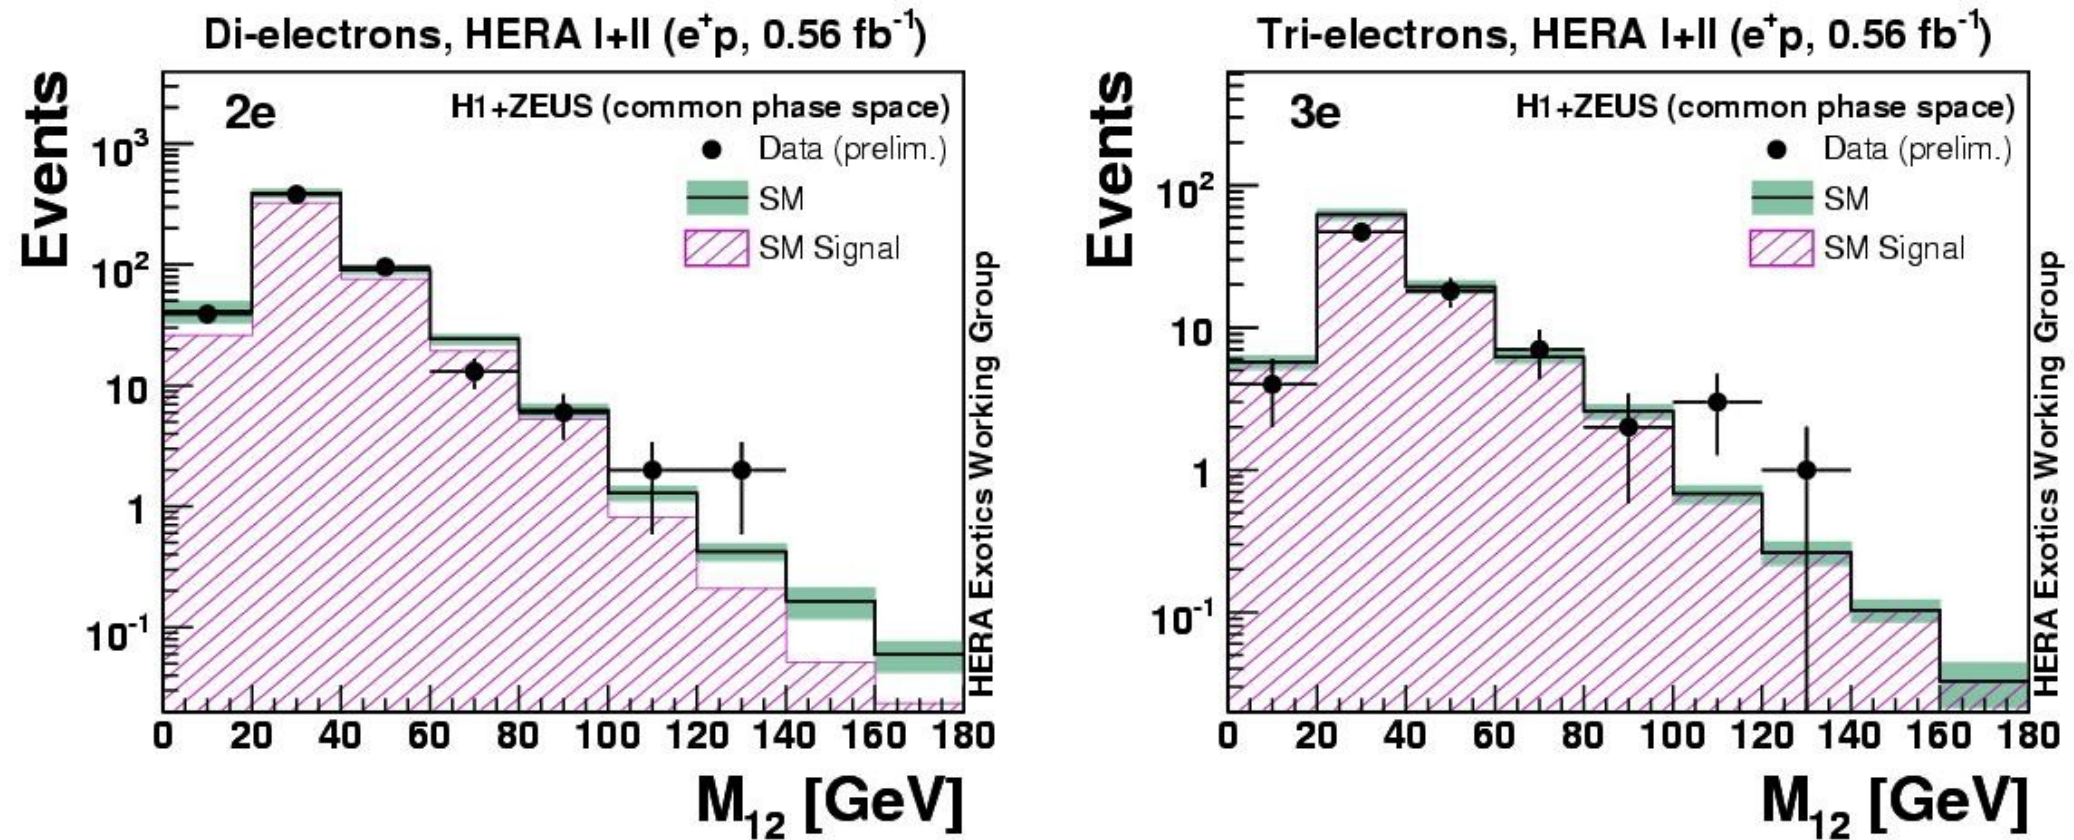 Di-electrons, HERA I+II (e⁺p, 0.56 fb⁻¹)
Events
2e
H1+ZEUS (common phase space)
Data (prelim.)
SM
SM Signal
10³
10²
10
1
10⁻¹
0 20 40 60 80 100 120 140 160 180
M₁₂ [GeV]
HERA Exotics Working Group
Tri-electrons, HERA I+II (e⁺p, 0.56 fb⁻¹)
Events
3e
H1+ZEUS (common phase space)
Data (prelim.)
SM
SM Signal
10²
10
1
10⁻¹
0 20 40 60 80 100 120 140 160 180
M₁₂ [GeV]
HERA Exotics Working Group